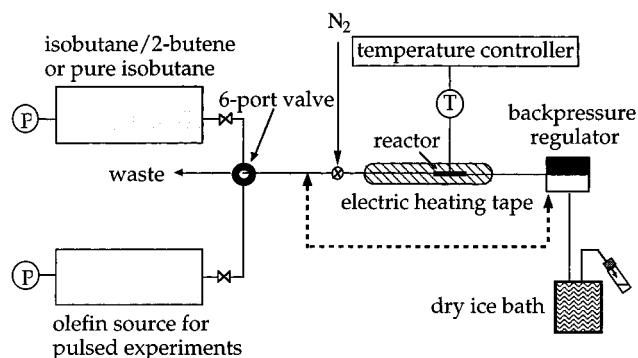 isobutane/2-butene
or pure isobutane
P
6-port valve
N2
temperature controller
T
backpressure
regulator
reactor
waste
electric heating tape
P
dry ice bath
olefin source for
pulsed experiments